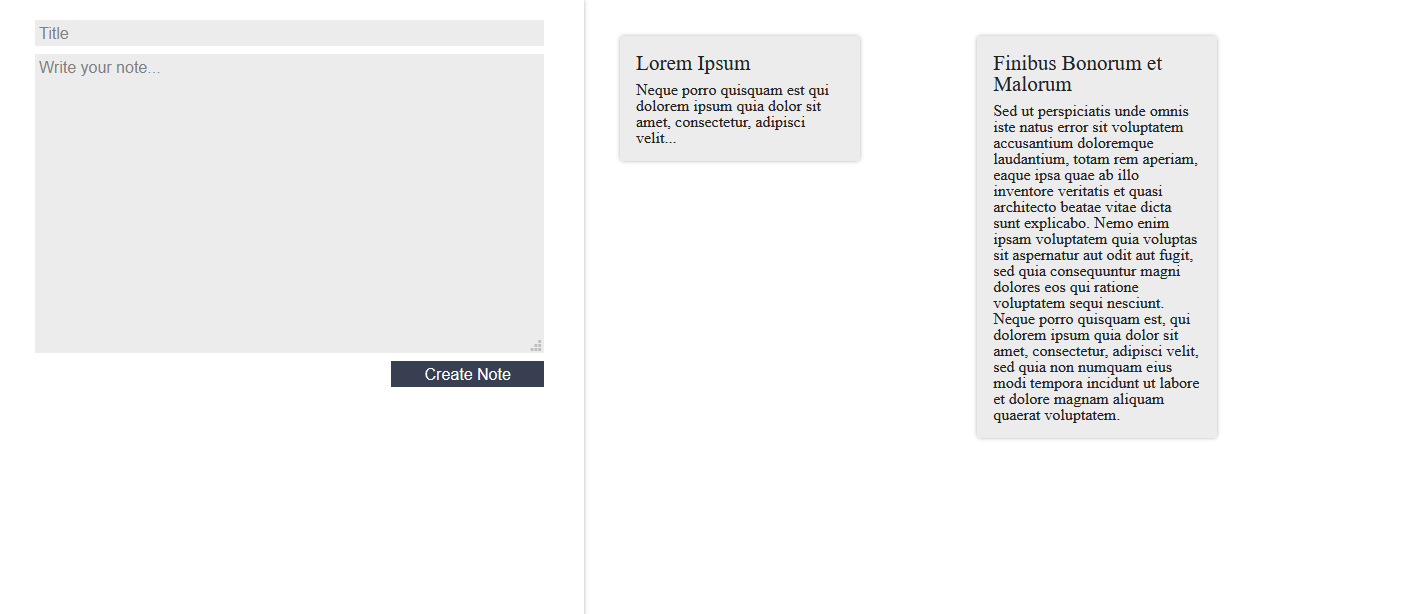 Title
Write your note...
Create Note
Lorem Ipsum
Neque porro quisquam est qui
dolorem ipsum quia dolor sit
amet, consectetur, adipisci
velit...
Finibus Bonorum et
Malorum
Sed ut perspiciatis unde omnis
iste natus error sit voluptatem
accusantium doloremque
laudantium, totam rem aperiam,
eaque ipsa quae ab illo
inventore veritatis et quasi
architecto beatae vitae dicta
sunt explicabo. Nemo enim
ipsam voluptatem quia voluptas
sit aspernatur aut odit aut fugit,
sed quia consequuntur magni
dolores eos qui ratione
voluptatem sequi nesciunt.
Neque porro quisquam est, qui
dolorem ipsum quia dolor sit
amet, consectetur, adipisci velit,
sed quia non numquam eius
modi tempora incidunt ut labore
et dolore magnam aliquam
quaerat voluptatem.